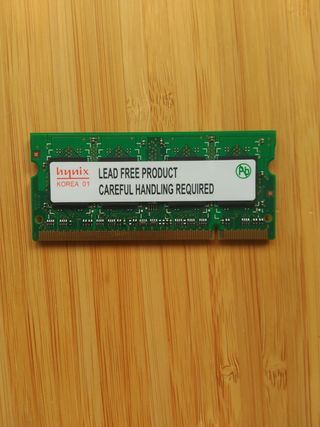 hynix
KOREA 01
LEAD FREE PRODUCT
CAREFUL HANDLING REQUIRED
Pb